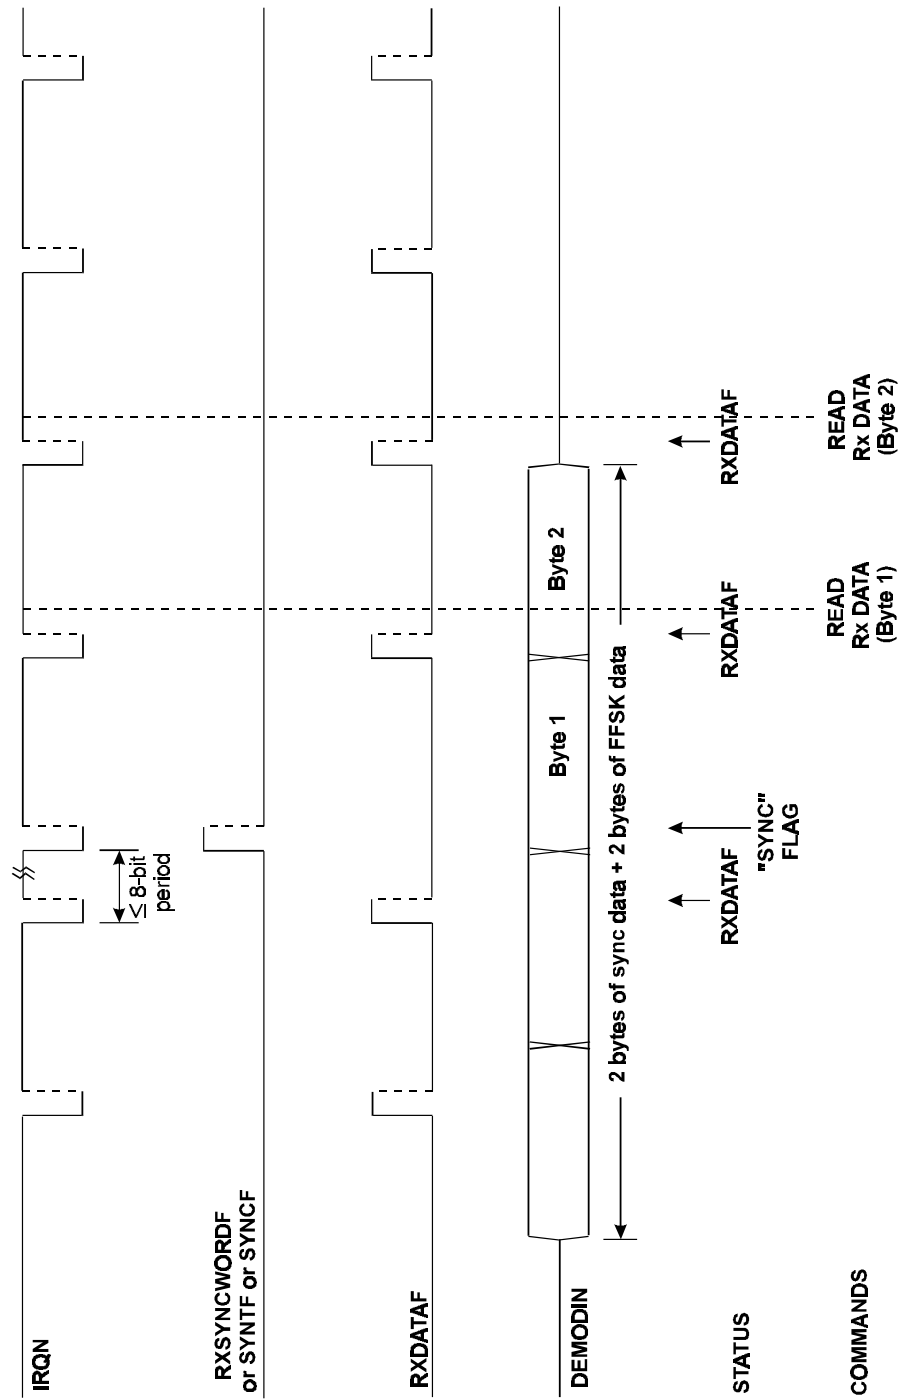 IRQN
≤ 8-bit
period
RXSYNCWORDF
or SYNTF or SYNCF
RXDATAF
DEMODIN
Byte 1
Byte 2
2 bytes of sync data + 2 bytes of FFSK data
STATUS
RXDATAF
"SYNC"
FLAG
RXDATAF
RXDATAF
COMMANDS
READ
Rx DATA
(Byte 1)
READ
Rx DATA
(Byte 2)